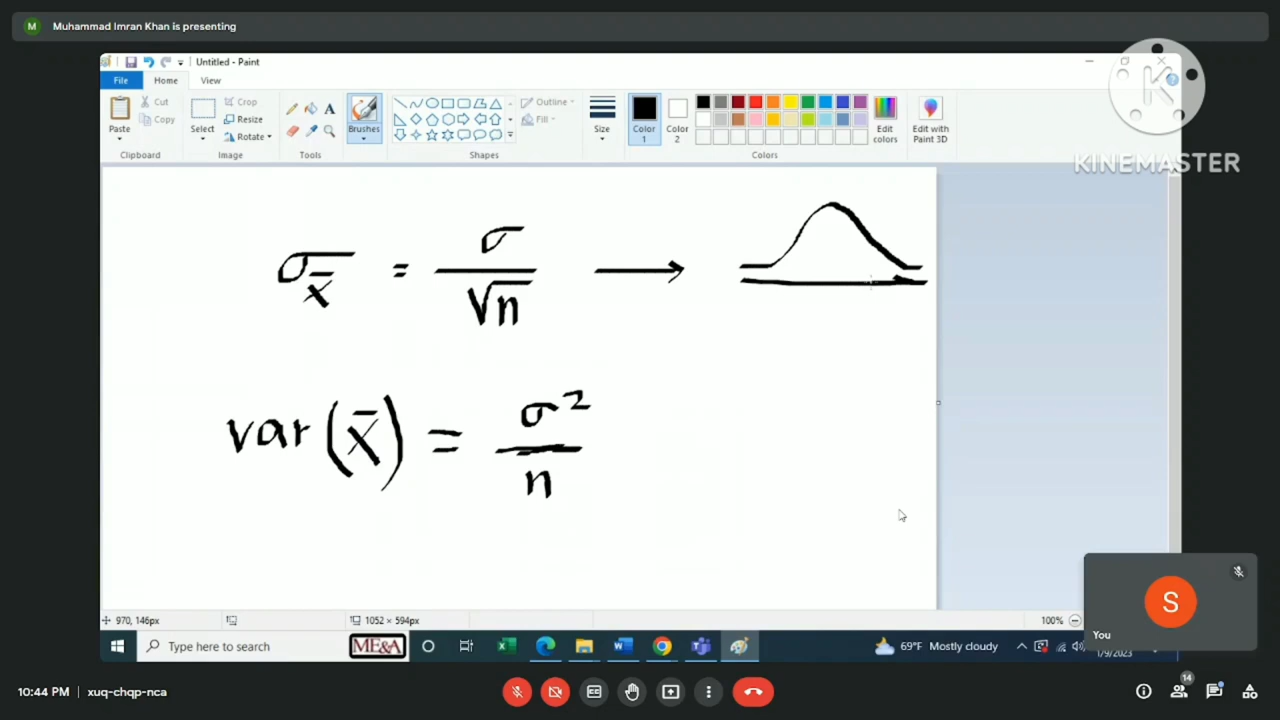 M Muhammad Imran Khan is presenting
Untitled - Paint
File Home View
Paste Cut Copy
Select Crop Resize Rotate
A
Brushes
Outline Fill
Size
Color 1
Color 2
Edit colors
Edit with Paint 3D
Clipboard Image Tools Shapes Colors
K
KINEMASTER
σx̄ = σ/√n
var(x̄) = σ²/n
970, 146px 1052 × 594px 100%
S
You
Type here to search ME&A 69°F Mostly cloudy 1/9/2023
10:44 PM xuq-chqp-nca 14